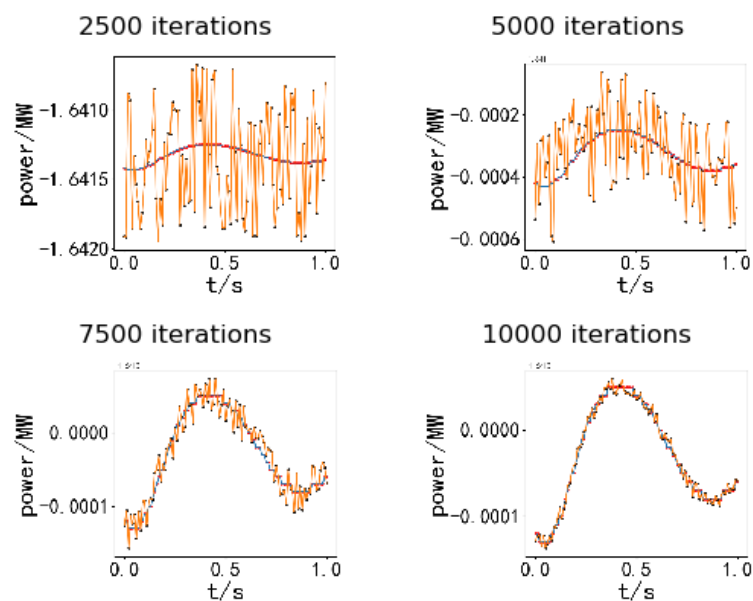 2500 iterations
5000 iterations
power/MW
-1.6410
-1.6415
-1.6420
0.0 0.5 1.0
t/s
power/MW
-0.0002
-0.0004
-0.0006
0.0 0.5 1.0
t/s
7500 iterations
10000 iterations
power/MW
0.0000
-0.0001
0.0 0.5 1.0
t/s
power/MW
0.0000
-0.0001
0.0 0.5 1.0
t/s